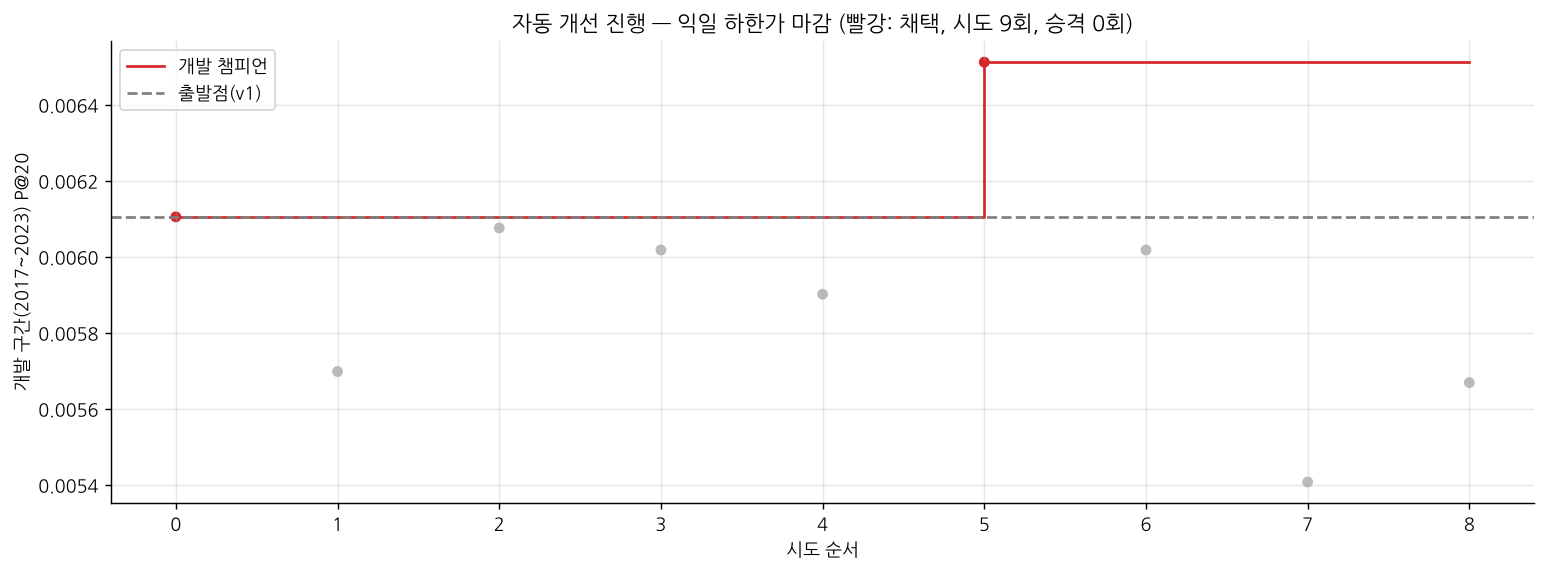 자동 개선 진행 — 익일 하한가 마감 (빨강: 채택, 시도 9회, 승격 0회)
개발 챔피언
출발점(v1)
개발 구간(2017~2023) P@20
0.0064
0.0062
0.0060
0.0058
0.0056
0.0054
0 1 2 3 4 5 6 7 8
시도 순서